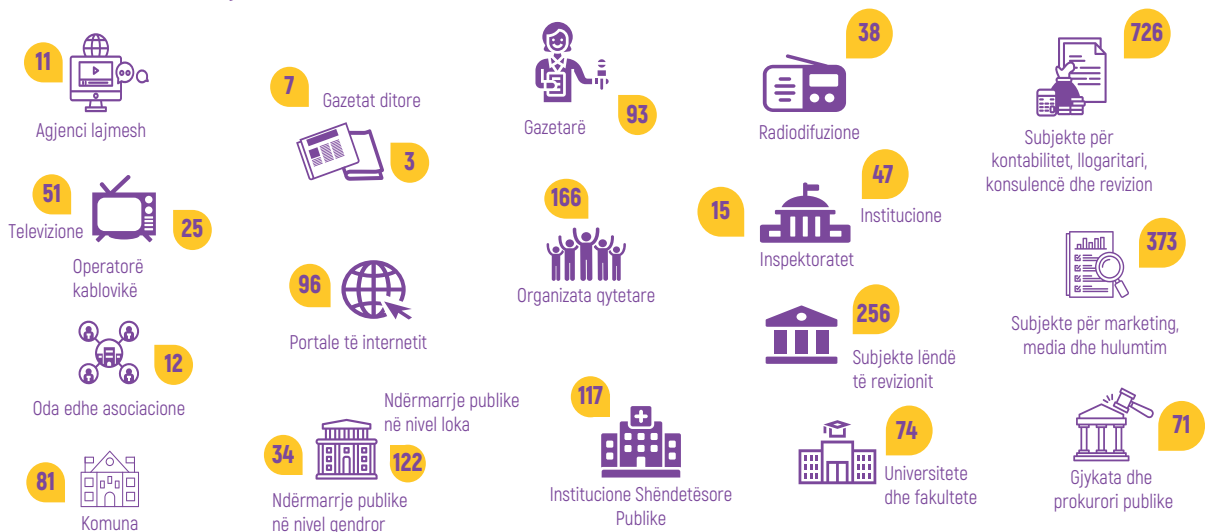 11
Agjenci lajmesh
51
Televizione
25
Operatorë
kablovikë
12
Oda edhe asociacione
81
Komuna
7
Gazetat ditore
3
96
Portale të internetit
Ndërmarrje publike
në nivel loka
34
122
Ndërmarrje publike
në nivel qendror
Gazetarë
93
166
Organizata qytetare
117
Institucione Shëndetësore
Publike
38
Radiodifuzione
47
Institucione
15
Inspektoratet
256
Subjekte lëndë
të revizionit
74
Universitete
dhe fakultete
726
Subjekte për
kontabilitet, llogaritari,
konsulencë dhe revizion
373
Subjekte për marketing,
media dhe hulumtim
71
Gjykata dhe
prokurori publike